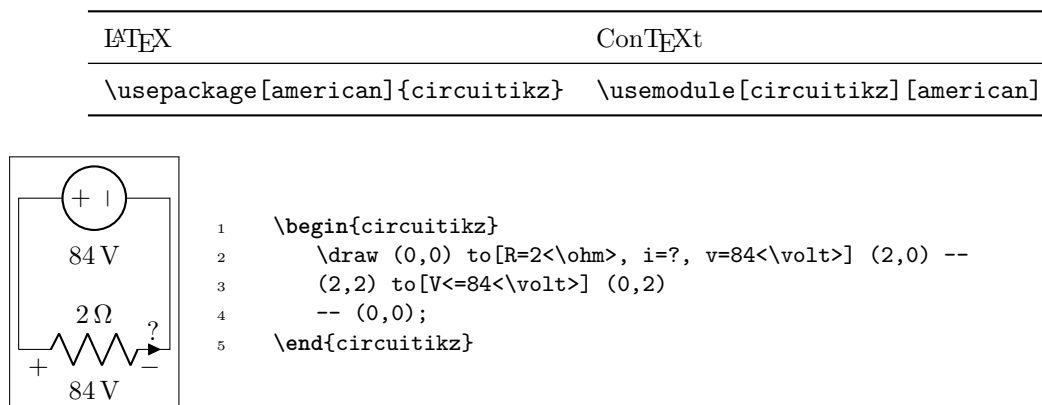 LATEX ConTEXt
\usepackage[american]{circuitikz} \usemodule[circuitikz][american]
+ −
84 V
2 Ω
?
+ −
84 V
1 \begin{circuitikz}
2 \draw (0,0) to[R=2<\ohm>, i=?, v=84<\volt>] (2,0) --
3 (2,2) to[V<=84<\volt>] (0,2)
4 -- (0,0);
5 \end{circuitikz}